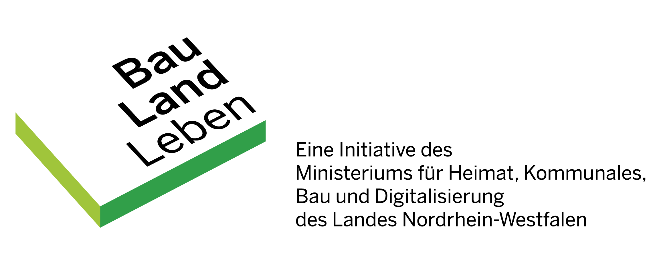 Bau
Land
Leben
Eine Initiative des
Ministeriums für Heimat, Kommunales,
Bau und Digitalisierung
des Landes Nordrhein-Westfalen